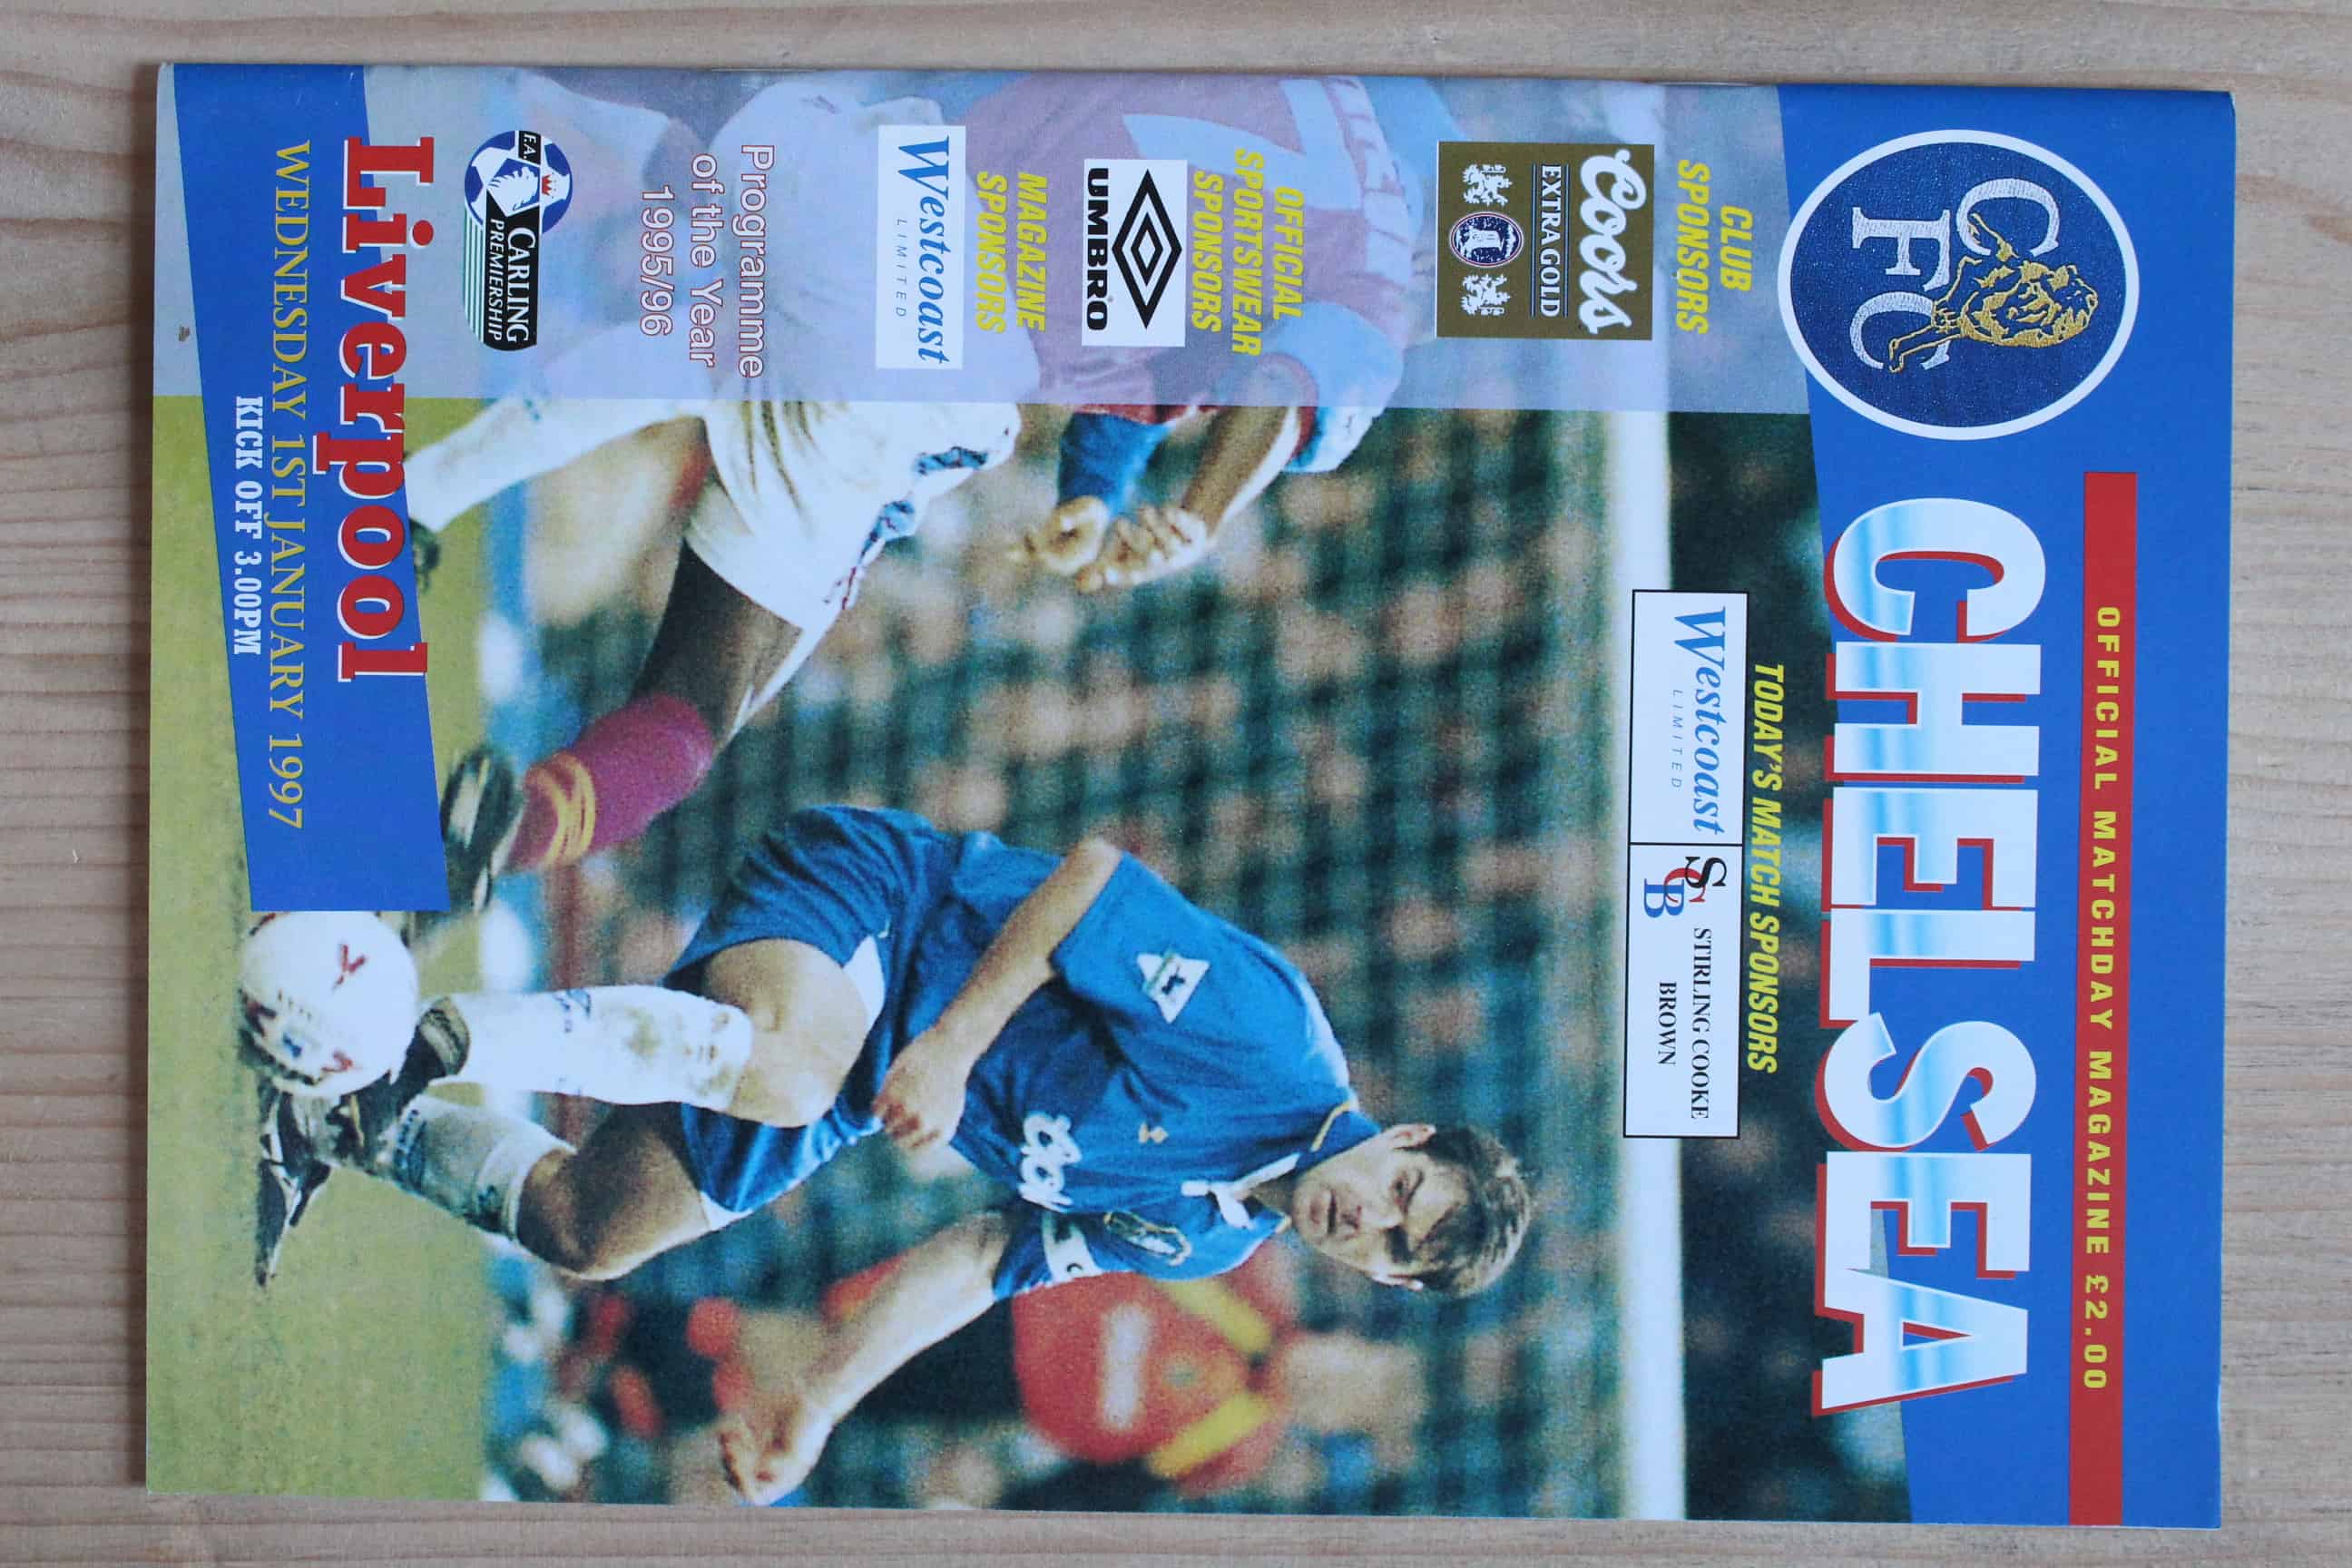 OFFICIAL MATCHDAY MAGAZINE £2.00
CFC
CHELSEA
CLUB
SPONSORS
Coors
EXTRA GOLD
OFFICIAL
SPORTSWEAR
SPONSORS
UMBRO
MAGAZINE
SPONSORS
Westcoast
LIMITED
Programme
of the Year
1995/96
F.A.
CARLING
PREMIERSHIP
TODAY'S MATCH SPONSORS
Westcoast
LIMITED
SCB
STIRLING COOKE
BROWN
Liverpool
WEDNESDAY 1ST JANUARY 1997
KICK OFF 3.00PM